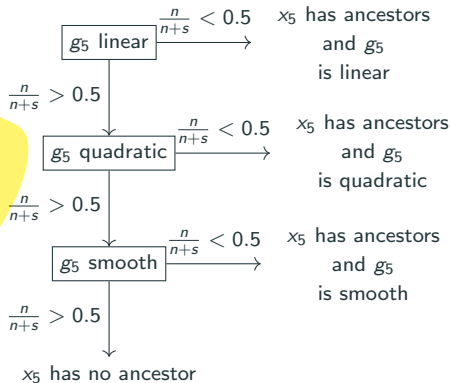 g₅ linear
n/(n+s) < 0.5
x₅ has ancestors
and g₅
is linear
n/(n+s) > 0.5
g₅ quadratic
n/(n+s) < 0.5
x₅ has ancestors
and g₅
is quadratic
n/(n+s) > 0.5
g₅ smooth
n/(n+s) < 0.5
x₅ has ancestors
and g₅
is smooth
n/(n+s) > 0.5
x₅ has no ancestor